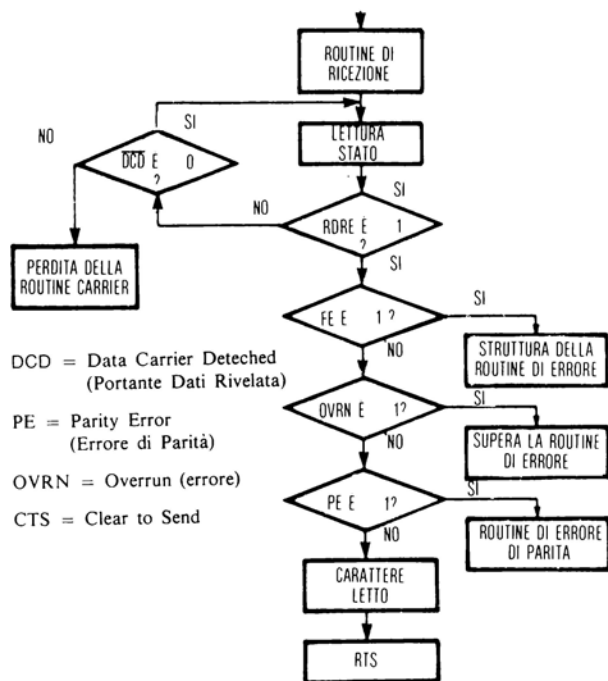 ROUTINE DI
RICEZIONE
LETTURA
STATO
SI
NO
SI
DCD È 0
?
NO
RDRE È 1
?
SI
PERDITA DELLA
ROUTINE CARRIER
FE E 1 ?
SI
NO
STRUTTURA DELLA
ROUTINE DI ERRORE
DCD = Data Carrier Deteched
(Portante Dati Rivelata)
PE = Parity Error
(Errore di Parità)
OVRN = Overrun (errore)
CTS = Clear to Send
OVRN È 1?
SI
NO
SUPERA LA ROUTINE
DI ERRORE
PE E 1?
SI
NO
ROUTINE DI ERRORE
DI PARITA
CARATTERE
LETTO
RTS